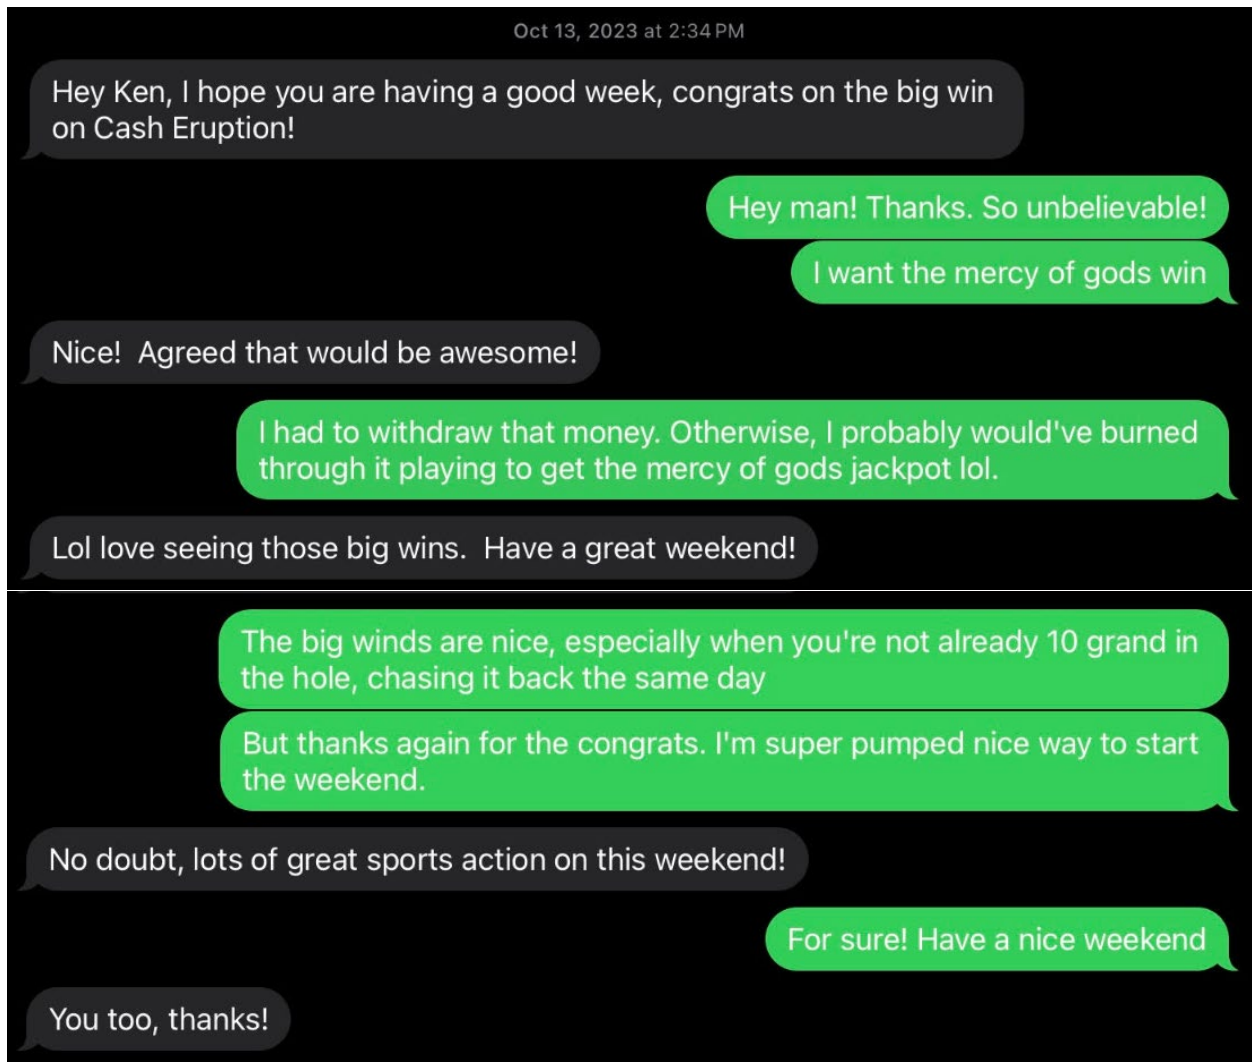 Oct 13, 2023 at 2:34 PM
Hey Ken, I hope you are having a good week, congrats on the big win
on Cash Eruption!
Hey man! Thanks. So unbelievable!
I want the mercy of gods win
Nice!  Agreed that would be awesome!
I had to withdraw that money. Otherwise, I probably would've burned
through it playing to get the mercy of gods jackpot lol.
Lol love seeing those big wins.  Have a great weekend!
The big winds are nice, especially when you're not already 10 grand in
the hole, chasing it back the same day
But thanks again for the congrats. I'm super pumped nice way to start
the weekend.
No doubt, lots of great sports action on this weekend!
For sure! Have a nice weekend
You too, thanks!